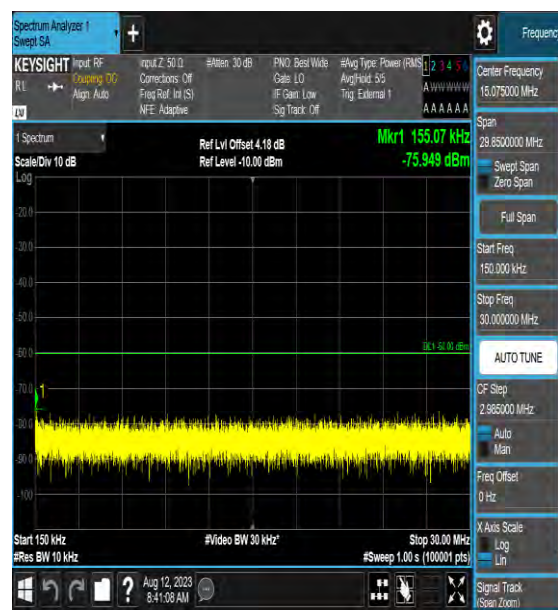 Spectrum Analyzer 1
Swept SA
Frequenc
KEYSIGHT
Input: RF
Coupling: DC
Align: Auto
Input Z: 50 Ω
Corrections: Off
Freq Ref: Int (S)
NFE: Adaptive
#Atten: 30 dB
PNO: Best Wide
Gate: LO
IF Gain: Low
Sig Track: Off
#Avg Type: Power (RMS
Avg|Hold: 5/5
Trig: External 1
1 2 3 4 5 6
A W W W W W
A A A A A A
RL
LXI
1 Spectrum
Scale/Div 10 dB
Log
Ref Lvl Offset 4.18 dB
Ref Level -10.00 dBm
Mkr1 155.07 kHz
-75.949 dBm
-20.0
-30.0
-40.0
-50.0
-60.0
-70.0
-80.0
-90.0
-100
DL1 -60.00 dBm
1
Start 150 kHz
#Res BW 10 kHz
#Video BW 30 kHz*
Stop 30.00 MHz
#Sweep 1.00 s (100001 pts)
Aug 12, 2023
8:41:08 AM
Center Frequency
15.075000 MHz
Span
29.8500000 MHz
Swept Span
Zero Span
Full Span
Start Freq
150.000 kHz
Stop Freq
30.000000 MHz
AUTO TUNE
CF Step
2.985000 MHz
Auto
Man
Freq Offset
0 Hz
X Axis Scale
Log
Lin
Signal Track
(Span Zoom)